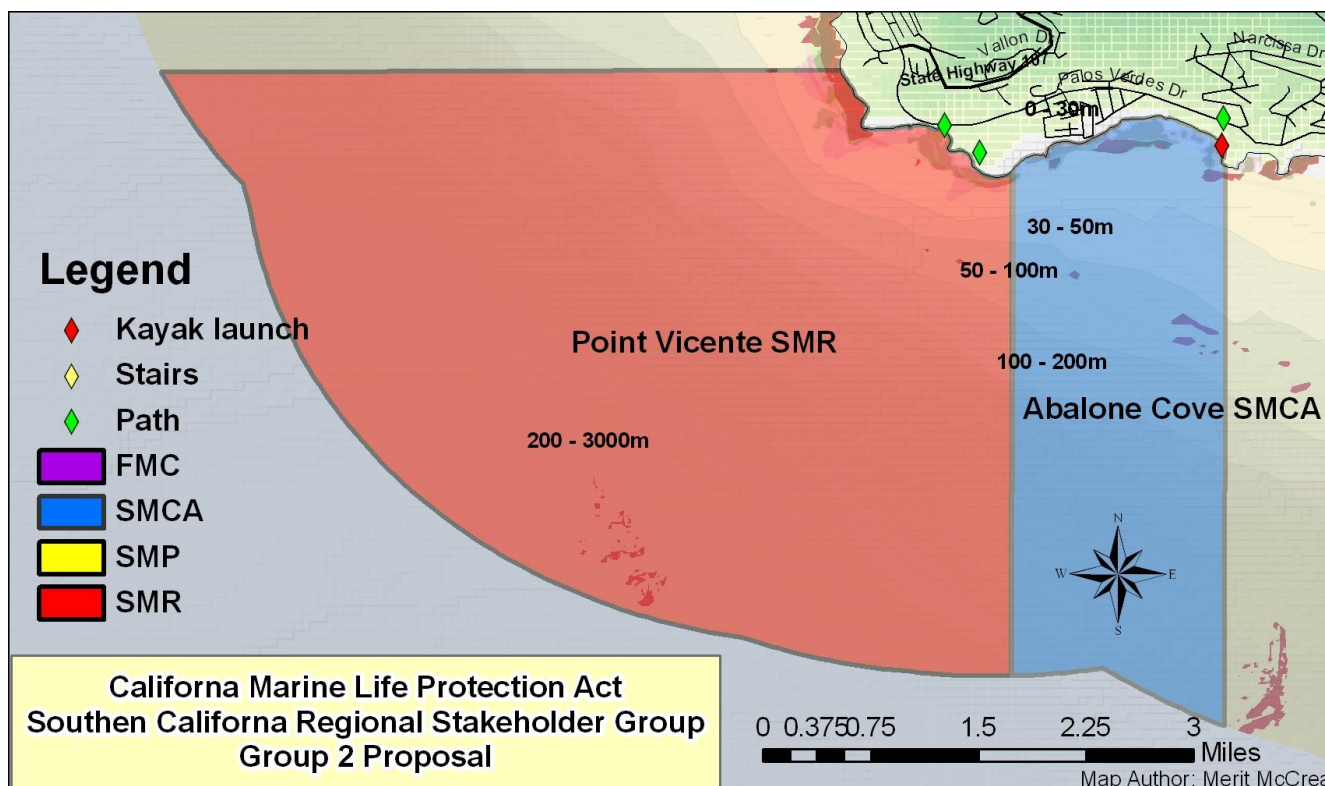 Vallon Dr
Narcissa Dr
State Highway 107
Palos Verdes Dr
0 - 30m
30 - 50m
50 - 100m
Point Vicente SMR
100 - 200m
Abalone Cove SMCA
200 - 3000m
Legend
Kayak launch
Stairs
Path
FMC
SMCA
SMP
SMR
N
W
E
S
Californa Marine Life Protection Act
Southen Californa Regional Stakeholder Group
Group 2 Proposal
0 0.375 0.75 1.5 2.25 3
Miles
Map Author: Merit McCrea